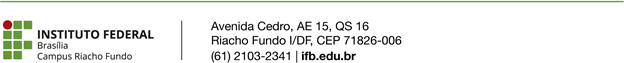 INSTITUTO FEDERAL
Brasília
Campus Riacho Fundo
Avenida Cedro, AE 15, QS 16
Riacho Fundo I/DF, CEP 71826-006
(61) 2103-2341 | ifb.edu.br